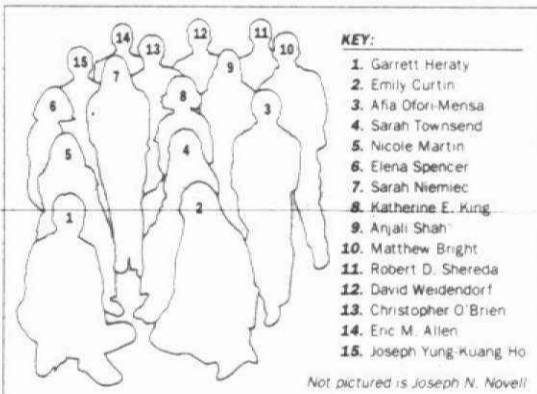 14
12
11
15
13
10
7
9
8
6
3
5
4
1
2
KEY:
1. Garrett Heraty
2. Emily Curtin
3. Afia Ofori-Mensa
4. Sarah Townsend
5. Nicole Martin
6. Elena Spencer
7. Sarah Niemiec
8. Katherine E. King
9. Anjali Shah
10. Matthew Bright
11. Robert D. Shereda
12. David Weidendorf
13. Christopher O'Brien
14. Eric M. Allen
15. Joseph Yung-Kuang Ho
Not pictured is Joseph N. Novell